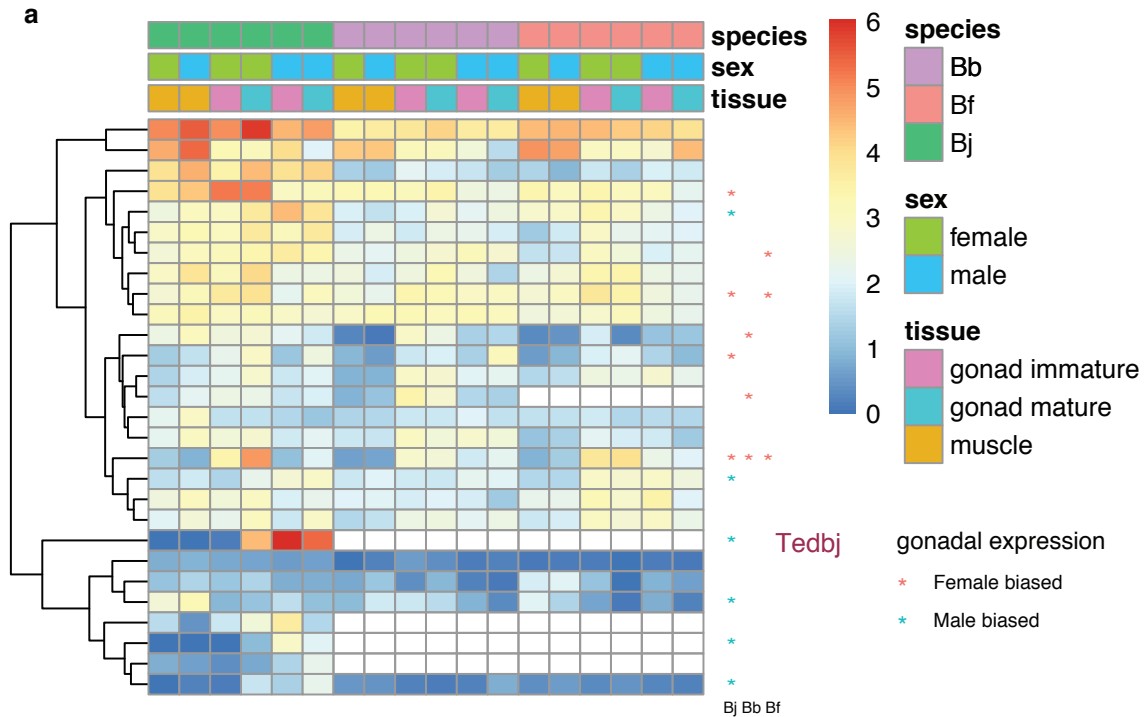 a
species
sex
tissue
6
5
4
3
2
1
0
species
Bb
Bf
Bj
sex
female
male
tissue
gonad immature
gonad mature
muscle
* 
*
*
* *
*
*
*
* * *
*
* Tedbj
*
*
*
gonadal expression
* Female biased
* Male biased
Bj Bb Bf